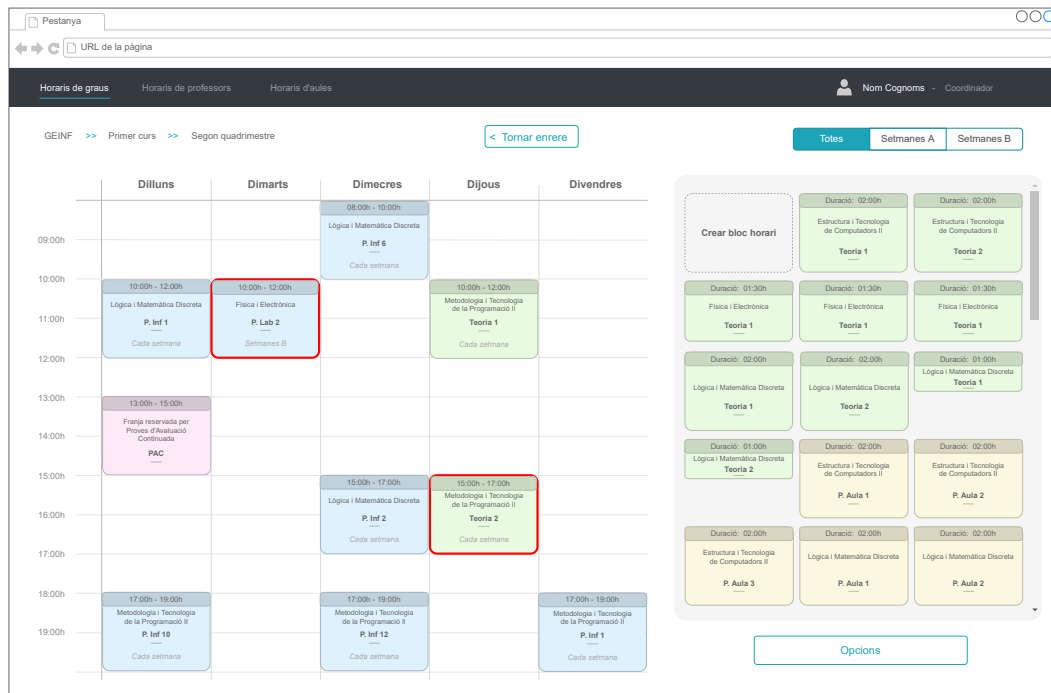 Pestanya
URL de la pàgina
Horaris de graus
Horaris de professors
Horaris d'aules
Nom Cognoms - Coordinador
GEINF >> Primer curs >> Segon quadrimestre
< Tornar enrere
Totes
Setmanes A
Setmanes B
Dilluns
Dimarts
Dimecres
Dijous
Divendres
09:00h
10:00h
11:00h
12:00h
13:00h
14:00h
15:00h
16:00h
17:00h
18:00h
19:00h
10:00h - 12:00h
Lògica i Matemàtica Discreta
P. Inf 1
Cada setmana
13:00h - 15:00h
Franja reservada per
Proves d'Avaluació
Continuada
PAC
17:00h - 19:00h
Metodologia i Tecnologia
de la Programació II
P. Inf 10
Cada setmana
10:00h - 12:00h
Física i Electrònica
P. Lab 2
Setmanes B
08:00h - 10:00h
Lògica i Matemàtica Discreta
P. Inf 6
Cada setmana
15:00h - 17:00h
Lògica i Matemàtica Discreta
P. Inf 2
Cada setmana
17:00h - 19:00h
Metodologia i Tecnologia
de la Programació II
P. Inf 12
Cada setmana
10:00h - 12:00h
Metodologia i Tecnologia
de la Programació II
Teoria 1
Cada setmana
15:00h - 17:00h
Metodologia i Tecnologia
de la Programació II
Teoria 2
Cada setmana
17:00h - 19:00h
Metodologia i Tecnologia
de la Programació II
P. Inf 1
Cada setmana
Crear bloc horari
Duració: 02:00h
Estructura i Tecnologia
de Computadors II
Teoria 1
Duració: 02:00h
Estructura i Tecnologia
de Computadors II
Teoria 2
Duració: 01:30h
Física i Electrònica
Teoria 1
Duració: 01:30h
Física i Electrònica
Teoria 1
Duració: 01:30h
Física i Electrònica
Teoria 1
Duració: 02:00h
Lògica i Matemàtica Discreta
Teoria 1
Duració: 02:00h
Lògica i Matemàtica Discreta
Teoria 2
Duració: 01:00h
Lògica i Matemàtica Discreta
Teoria 1
Duració: 01:00h
Lògica i Matemàtica Discreta
Teoria 2
Duració: 02:00h
Estructura i Tecnologia
de Computadors II
P. Aula 1
Duració: 02:00h
Estructura i Tecnologia
de Computadors II
P. Aula 2
Duració: 02:00h
Estructura i Tecnologia
de Computadors II
P. Aula 3
Duració: 02:00h
Lògica i Matemàtica Discreta
P. Aula 1
Duració: 02:00h
Lògica i Matemàtica Discreta
P. Aula 2
Opcions